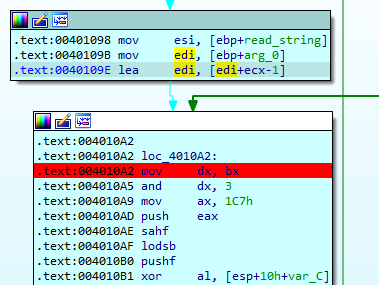 .text:00401098 mov esi, [ebp+read_string]
.text:0040109B mov edi, [ebp+arg_0]
.text:0040109E lea edi, [edi+ecx-1]
.text:004010A2
.text:004010A2 loc_4010A2:
.text:004010A2 mov dx, bx
.text:004010A5 and dx, 3
.text:004010A9 mov ax, 1C7h
.text:004010AD push eax
.text:004010AE sahf
.text:004010AF lodsb
.text:004010B0 pushf
.text:004010B1 xor al, [esp+10h+var_C]